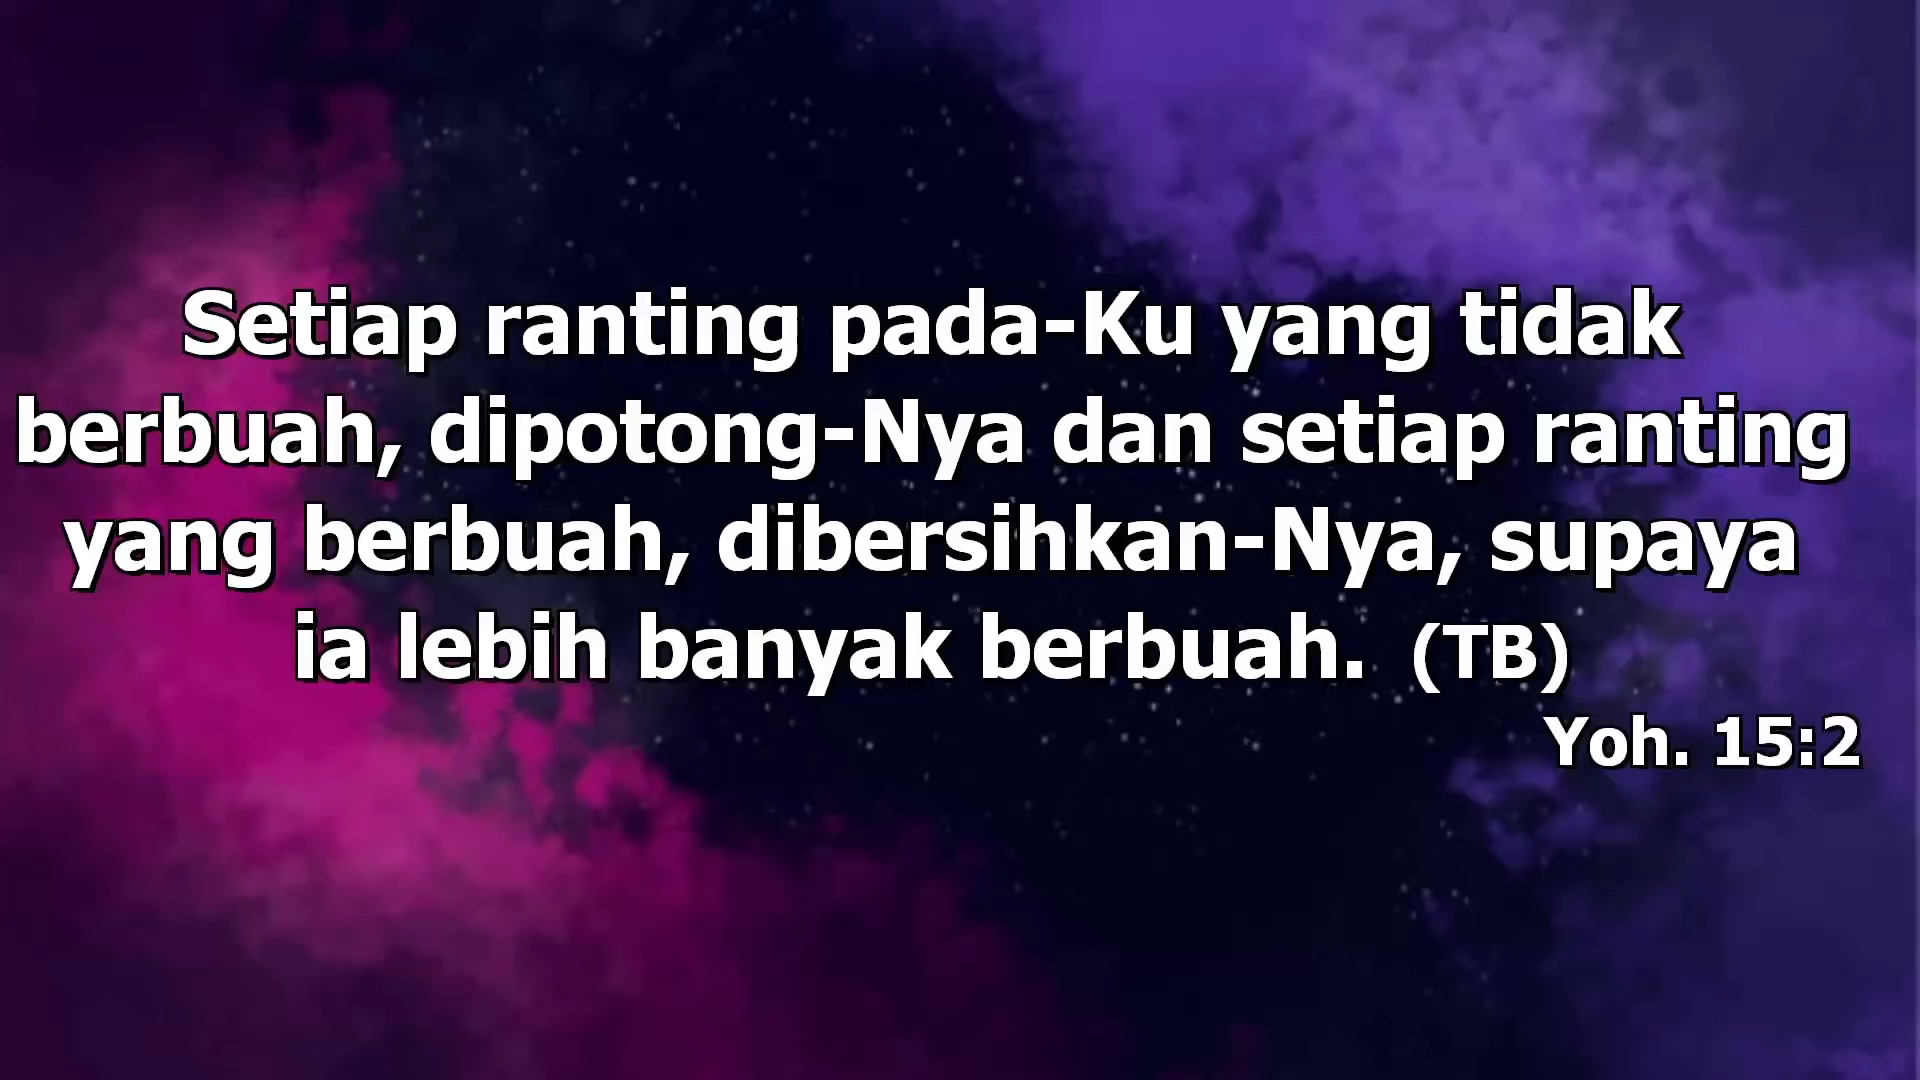 Setiap ranting pada-Ku yang tidak
berbuah, dipotong-Nya dan setiap ranting
yang berbuah, dibersihkan-Nya, supaya
ia lebih banyak berbuah. (TB)
Yoh. 15:2